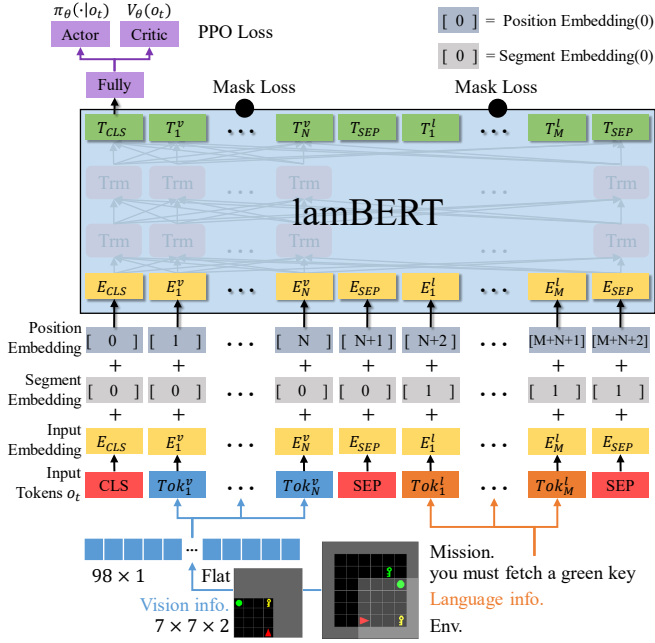 π_θ(·|o_t) V_θ(o_t)
Actor Critic PPO Loss
[ 0 ] = Position Embedding(0)
[ 0 ] = Segment Embedding(0)
Fully
Mask Loss Mask Loss
T_CLS T_1^v ... T_N^v T_SEP T_1^l ... T_M^l T_SEP
Trm Trm ... Trm ... Trm
lamBERT
Trm Trm ... Trm ... Trm
E_CLS E_1^v ... E_N^v E_SEP E_1^l ... E_M^l E_SEP
Position
Embedding
[ 0 ] [ 1 ] ... [ N ] [ N+1 ] [ N+2 ] ... [M+N+1] [M+N+2]
+ + + + + + +
Segment
Embedding
[ 0 ] [ 0 ] ... [ 0 ] [ 0 ] [ 1 ] ... [ 1 ] [ 1 ]
+ + + + + + +
Input
Embedding
E_CLS E_1^v ... E_N^v E_SEP E_1^l ... E_M^l E_SEP
Input
Tokens o_t
CLS Tok_1^v ... Tok_N^v SEP Tok_1^l ... Tok_M^l SEP
...
98 × 1 Flat
Vision info.
7 × 7 × 2
Mission.
you must fetch a green key
Language info.
Env.